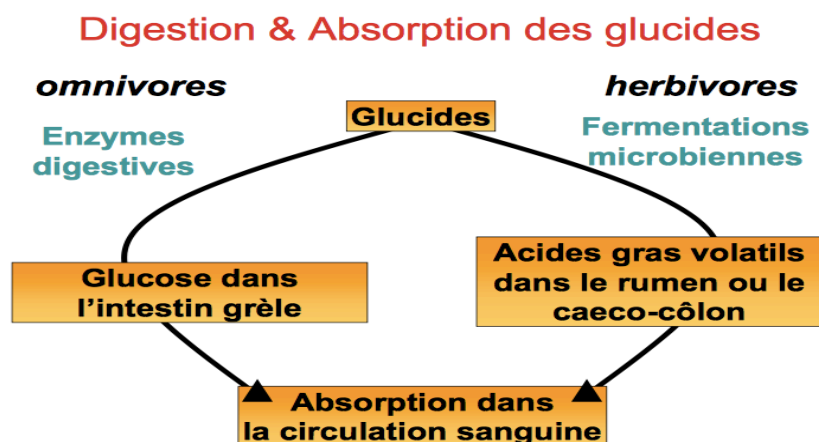 Digestion & Absorption des glucides
omnivores
herbivores
Glucides
Enzymes
digestives
Fermentations
microbiennes
Glucose dans
l'intestin grèle
Acides gras volatils
dans le rumen ou le
caeco-côlon
Absorption dans
la circulation sanguine